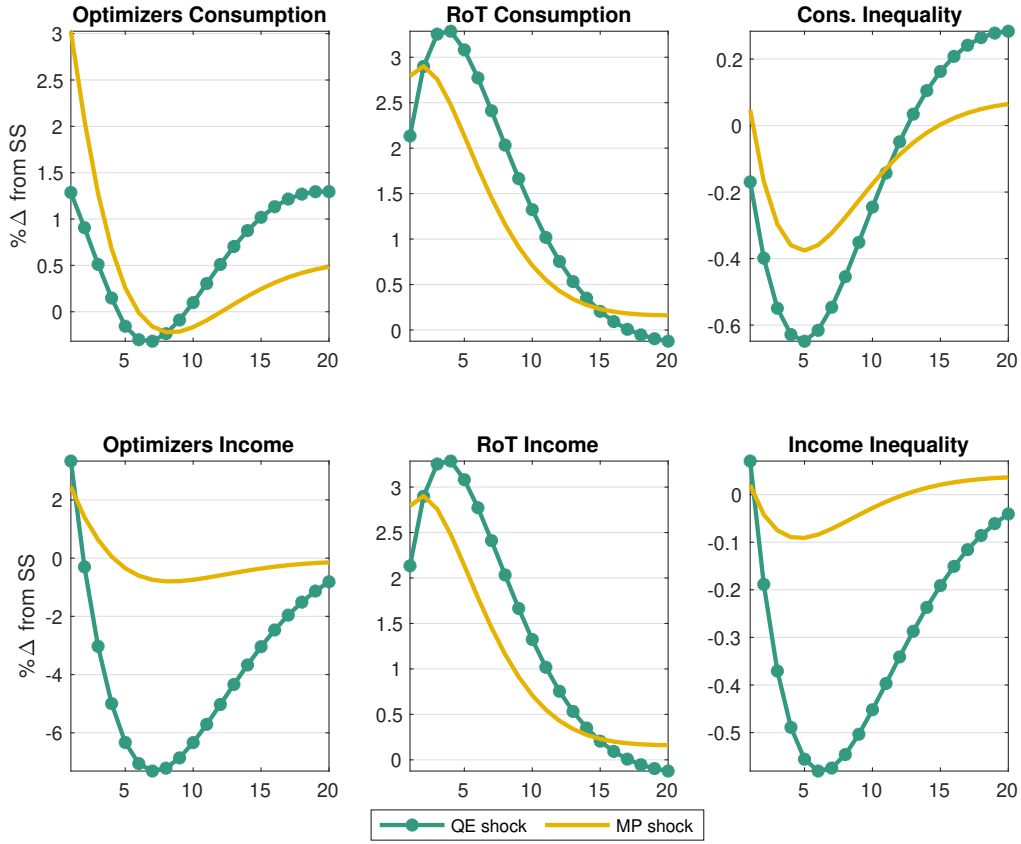 Optimizers Consumption
3
2.5
2
1.5
1
0.5
0
% Δ from SS
5 10 15 20
RoT Consumption
3
2.5
2
1.5
1
0.5
0
5 10 15 20
Cons. Inequality
0.2
0
-0.2
-0.4
-0.6
5 10 15 20
Optimizers Income
2
0
-2
-4
-6
% Δ from SS
5 10 15 20
RoT Income
3
2.5
2
1.5
1
0.5
0
5 10 15 20
Income Inequality
0
-0.1
-0.2
-0.3
-0.4
-0.5
5 10 15 20
QE shock MP shock